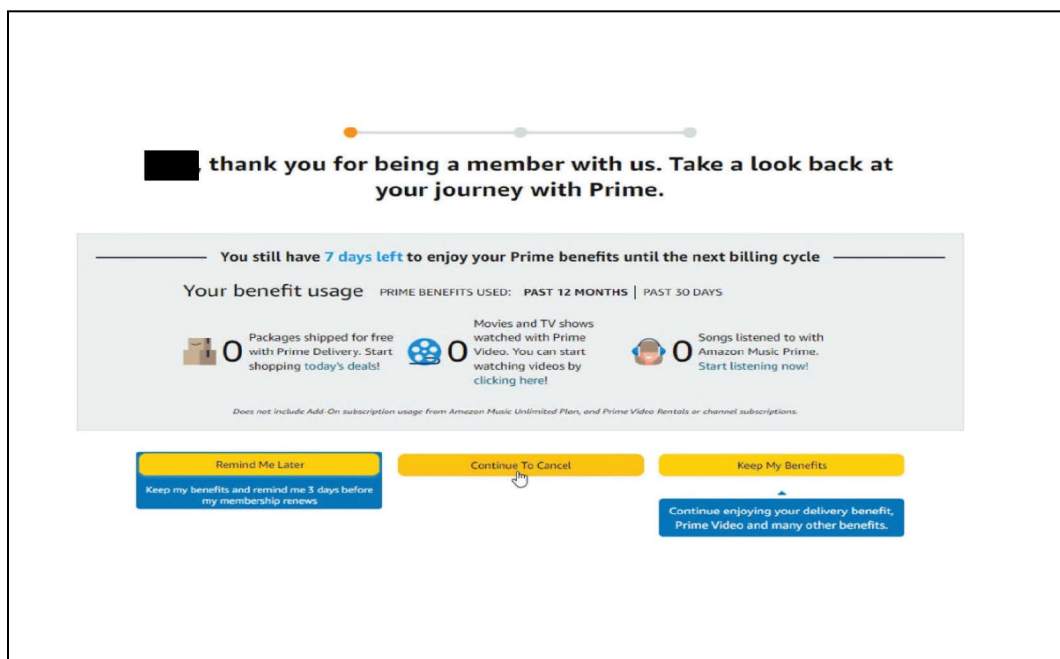 , thank you for being a member with us. Take a look back at
your journey with Prime.
You still have 7 days left to enjoy your Prime benefits until the next billing cycle
Your benefit usage PRIME BENEFITS USED: PAST 12 MONTHS | PAST 30 DAYS
0 Packages shipped for free
with Prime Delivery. Start
shopping today's deals!
0 Movies and TV shows
watched with Prime
Video. You can start
watching videos by
clicking here!
0 Songs listened to with
Amazon Music Prime.
Start listening now!
Does not include Add-On subscription usage from Amazon Music Unlimited Plan, and Prime Video Rentals or channel subscriptions.
Remind Me Later
Keep my benefits and remind me 3 days before
my membership renews
Continue To Cancel
Keep My Benefits
Continue enjoying your delivery benefit,
Prime Video and many other benefits.